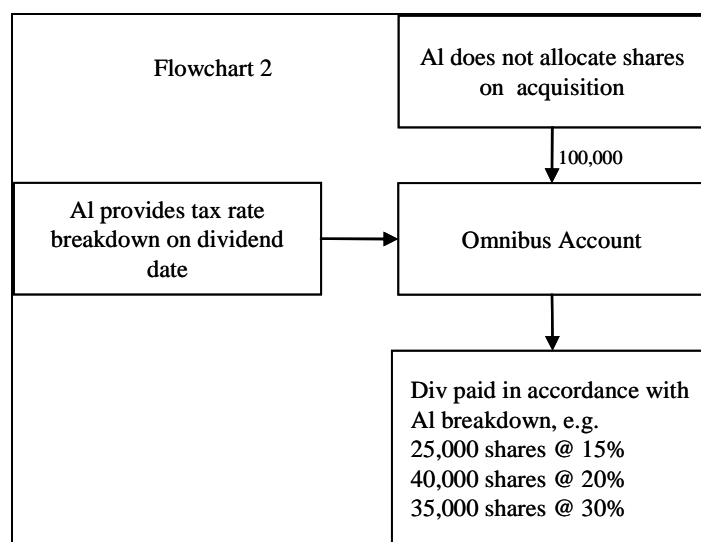 Flowchart 2
Al does not allocate shares
on acquisition
100,000
Al provides tax rate
breakdown on dividend
date
Omnibus Account
Div paid in accordance with
Al breakdown, e.g.
25,000 shares @ 15%
40,000 shares @ 20%
35,000 shares @ 30%